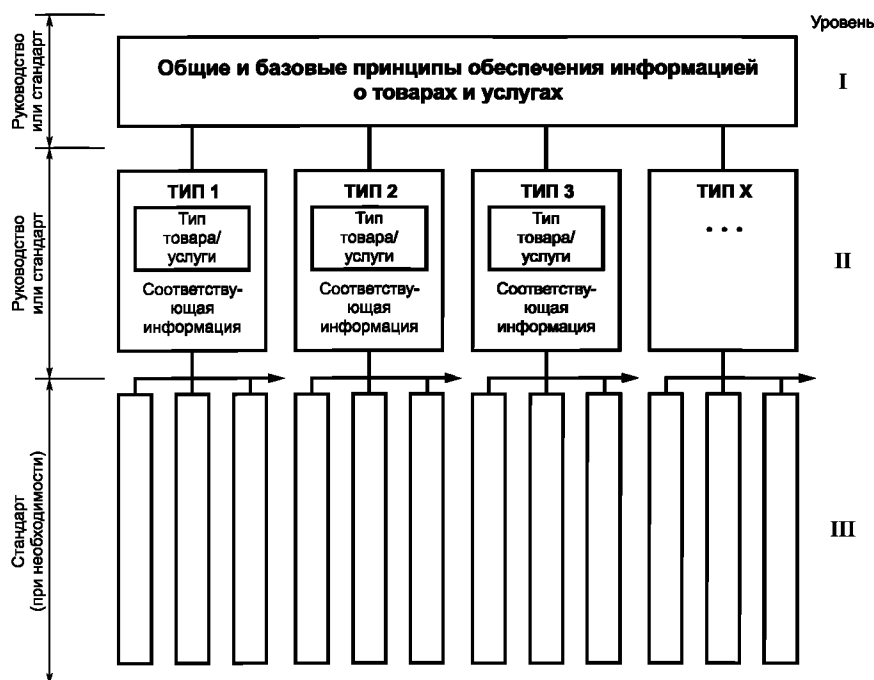 Уровень
Руководство
или стандарт
Общие и базовые принципы обеспечения информацией
о товарах и услугах
I
Руководство
или стандарт
ТИП 1
Тип
товара/
услуги
Соответствую-
ющая
информация
ТИП 2
Тип
товара/
услуги
Соответству-
ющая
информация
ТИП 3
Тип
товара/
услуги
Соответству-
ющая
информация
ТИП X
...
II
Стандарт
(при необходимости)
III